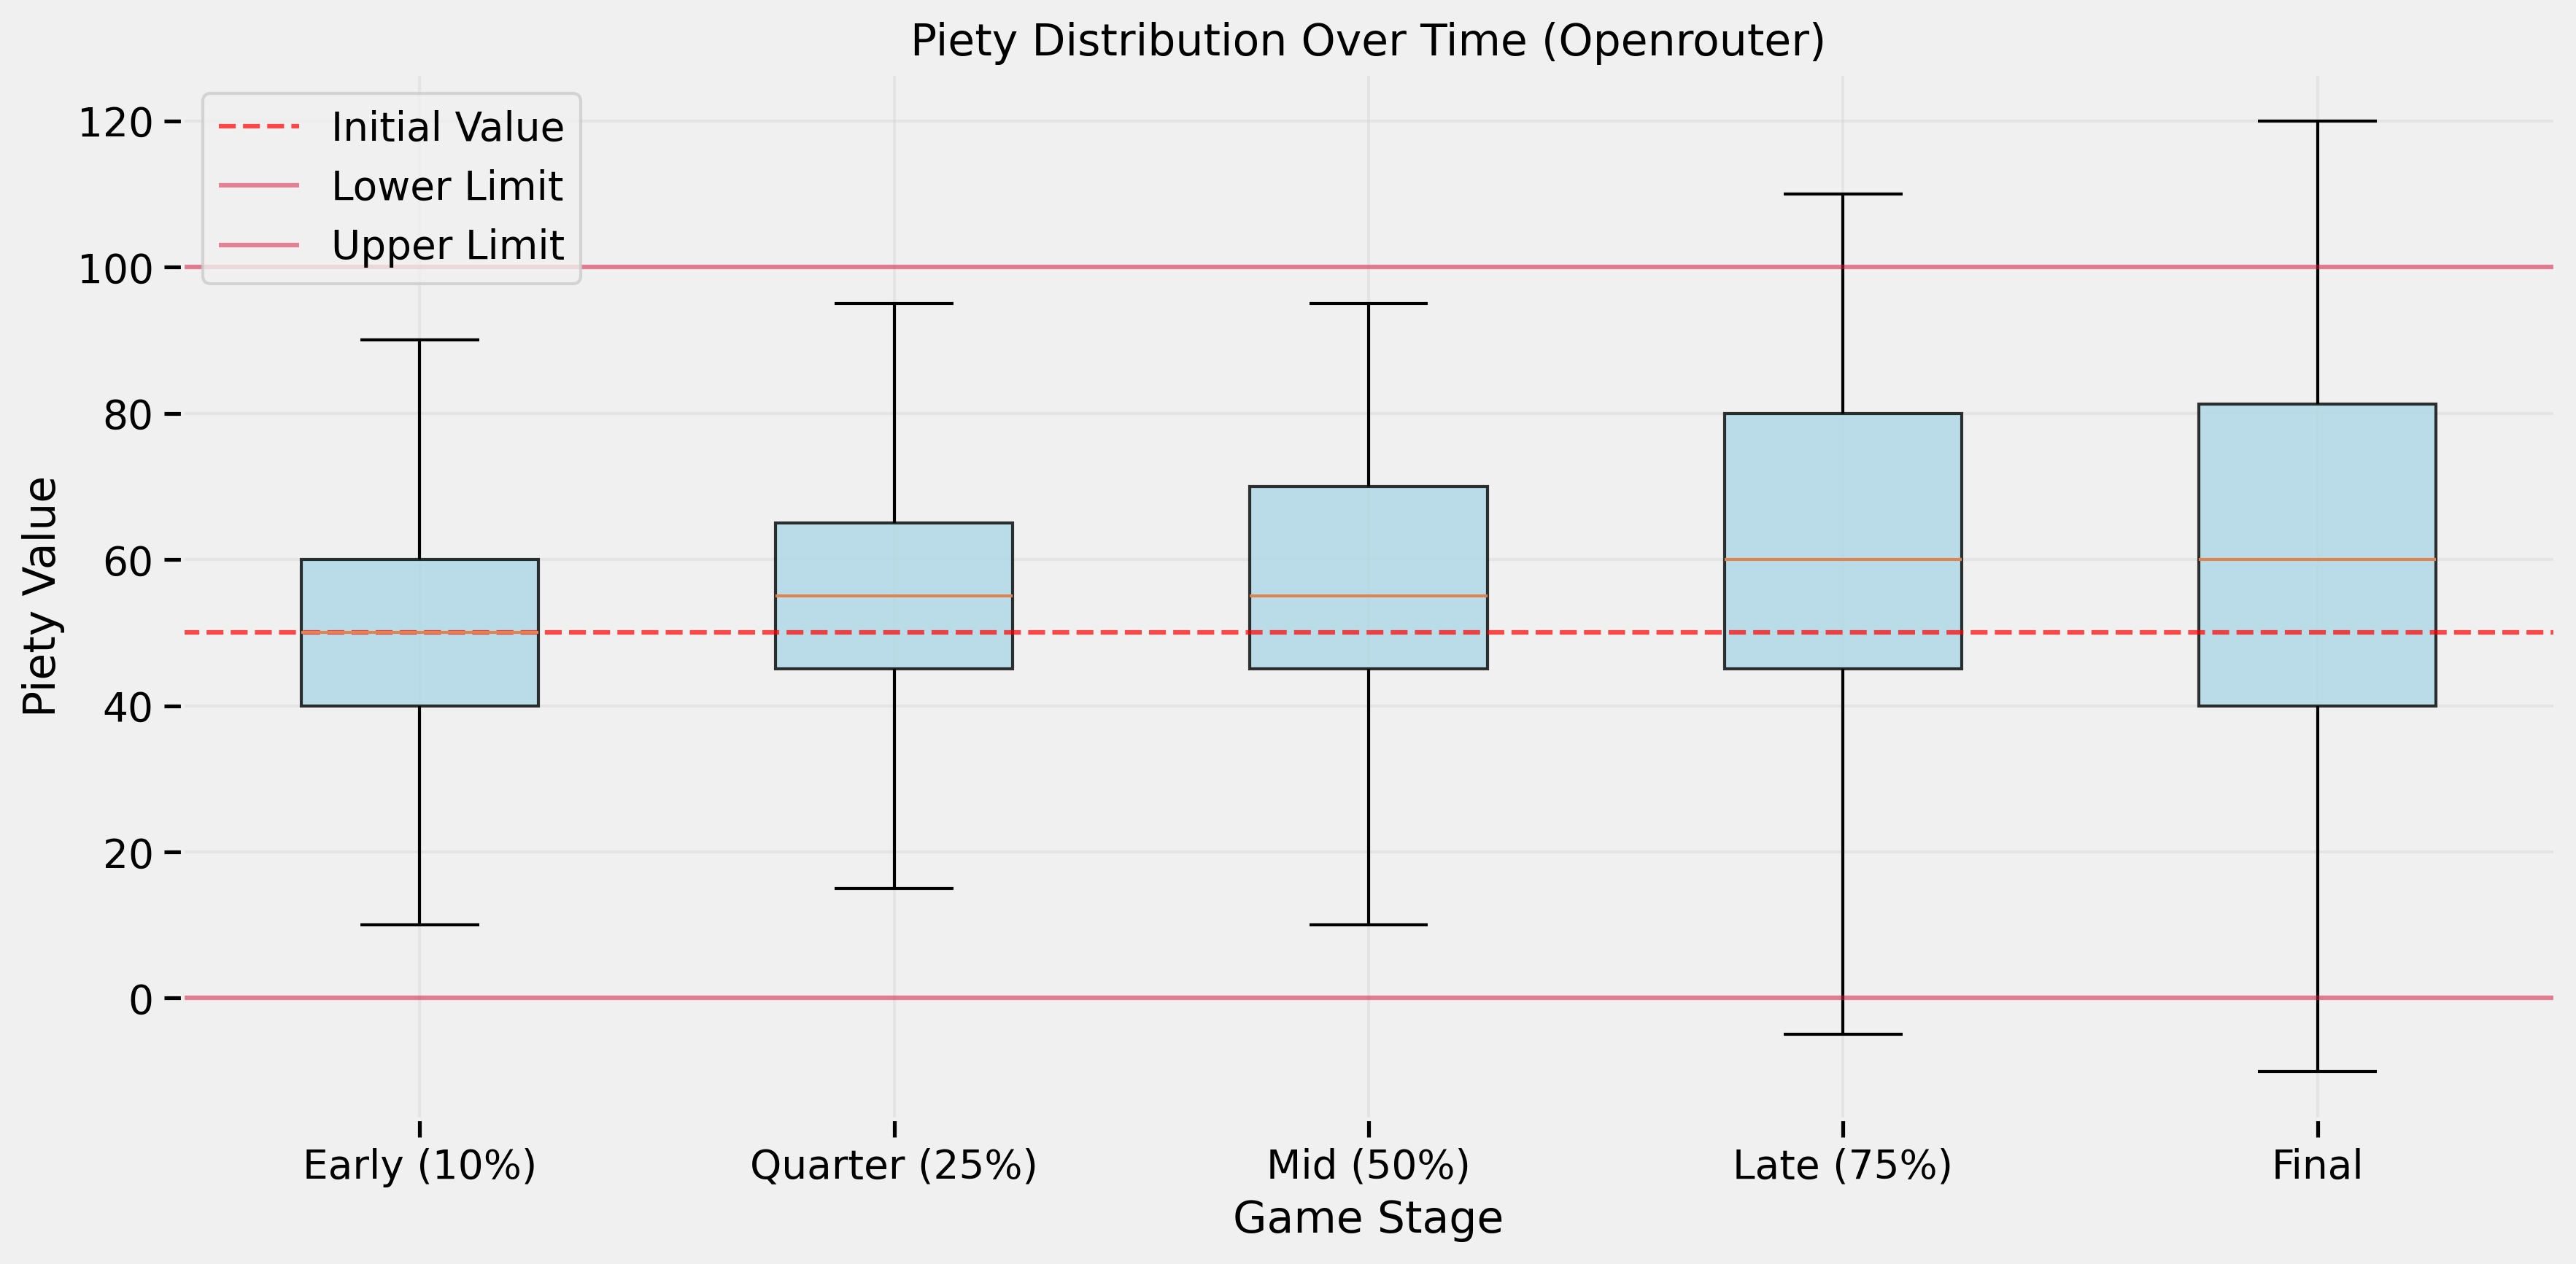 Piety Distribution Over Time (Openrouter)
Initial Value
Lower Limit
Upper Limit
120
100
80
60
40
20
0
Piety Value
Early (10%)
Quarter (25%)
Mid (50%)
Late (75%)
Final
Game Stage